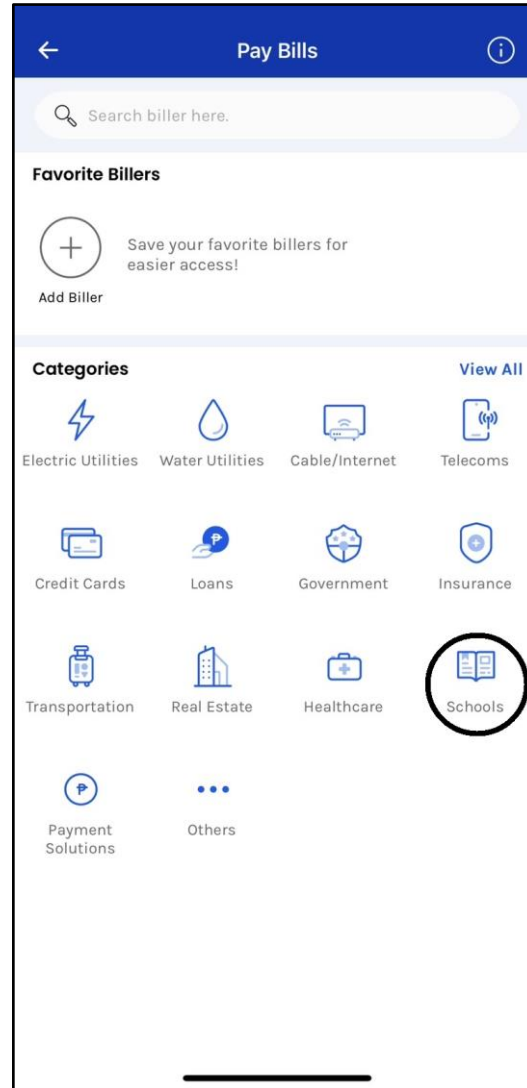 Pay Bills
Search biller here.
Favorite Billers
Save your favorite billers for
easier access!
Add Biller
Categories
View All
Electric Utilities
Water Utilities
Cable/Internet
Telecoms
Credit Cards
Loans
Government
Insurance
Transportation
Real Estate
Healthcare
Schools
Payment
Solutions
Others